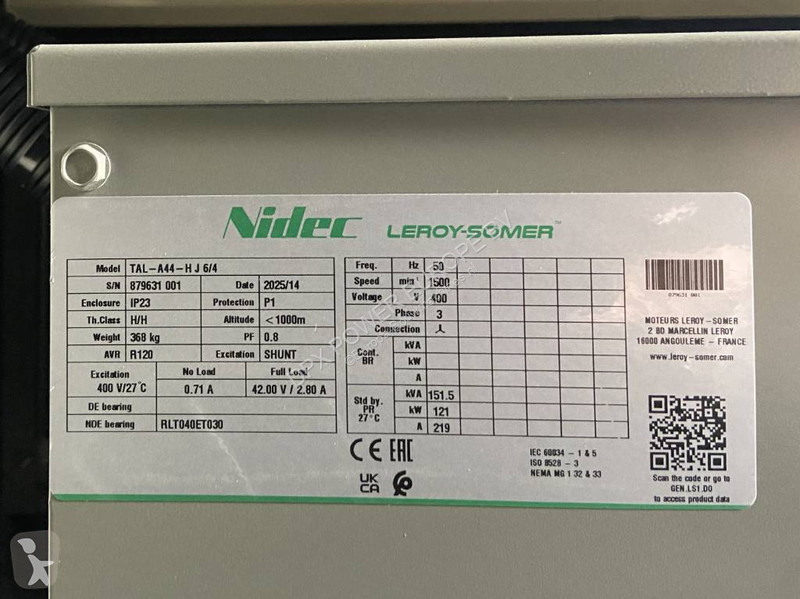 Nidec LEROY-SOMER™
Model TAL-A44-H J 6/4
S/N 879631 001 Date 2025/14
Enclosure IP23 Protection P1
Th.Class H/H Altitude <1000m
Weight 368 kg PF 0.8
AVR R120 Excitation SHUNT
Excitation No Load Full Load
400 V/27°C 0.71 A 42.00 V / 2.80 A
DE bearing
NDE bearing RLT040ET030
Freq. Hz 50
Speed min¹ 1500
Voltage V 400
Phase 3
Connection
Cont. BR kVA
kW
A
Std by. PR 27°C kVA 151.5
kW 121
A 219
CE EAC
UK CA
IEC 60034 - 1 & 5
ISO 8528 - 3
NEMA MG 1 32 & 33
879631 001
MOTEURS LEROY-SOMER
2 BD MARCELLIN LEROY
16000 ANGOULEME - FRANCE
www.leroy-somer.com
Scan the code or go to
GEN.LS1.DO
to access product data